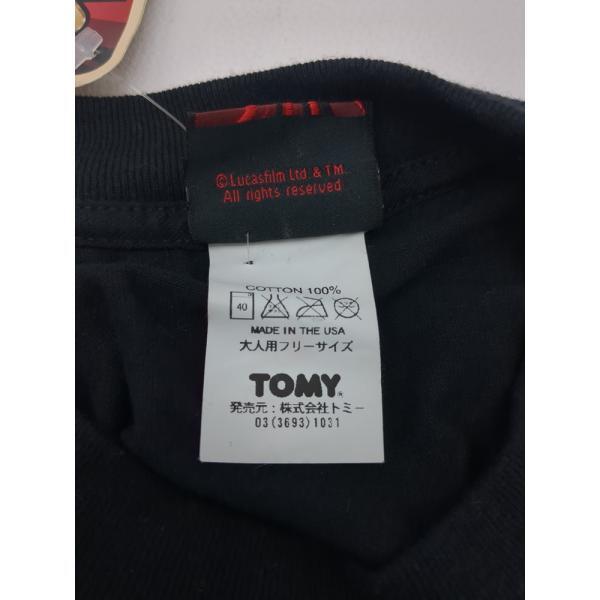 ©Lucasfilm Ltd. & TM.
All rights reserved
COTTON 100%
40
MADE IN THE USA
大人用フリーサイズ
TOMY®
発売元：株式会社トミー
03(3693)1031